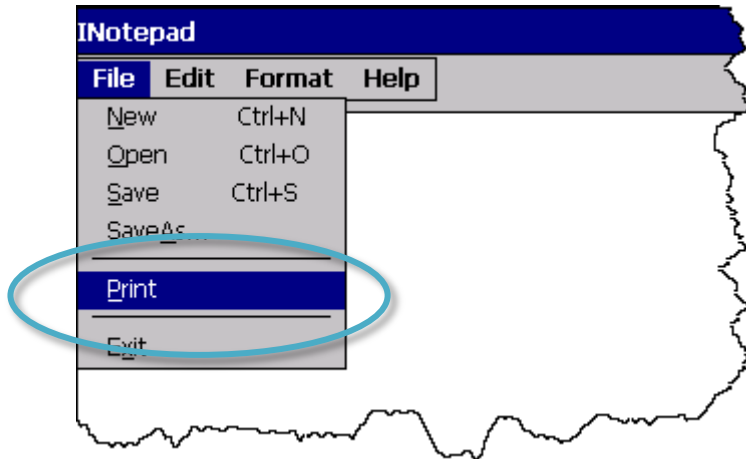 INotepad
File Edit Format Help
New Ctrl+N
Open Ctrl+O
Save Ctrl+S
SaveAs...
Print
Exit